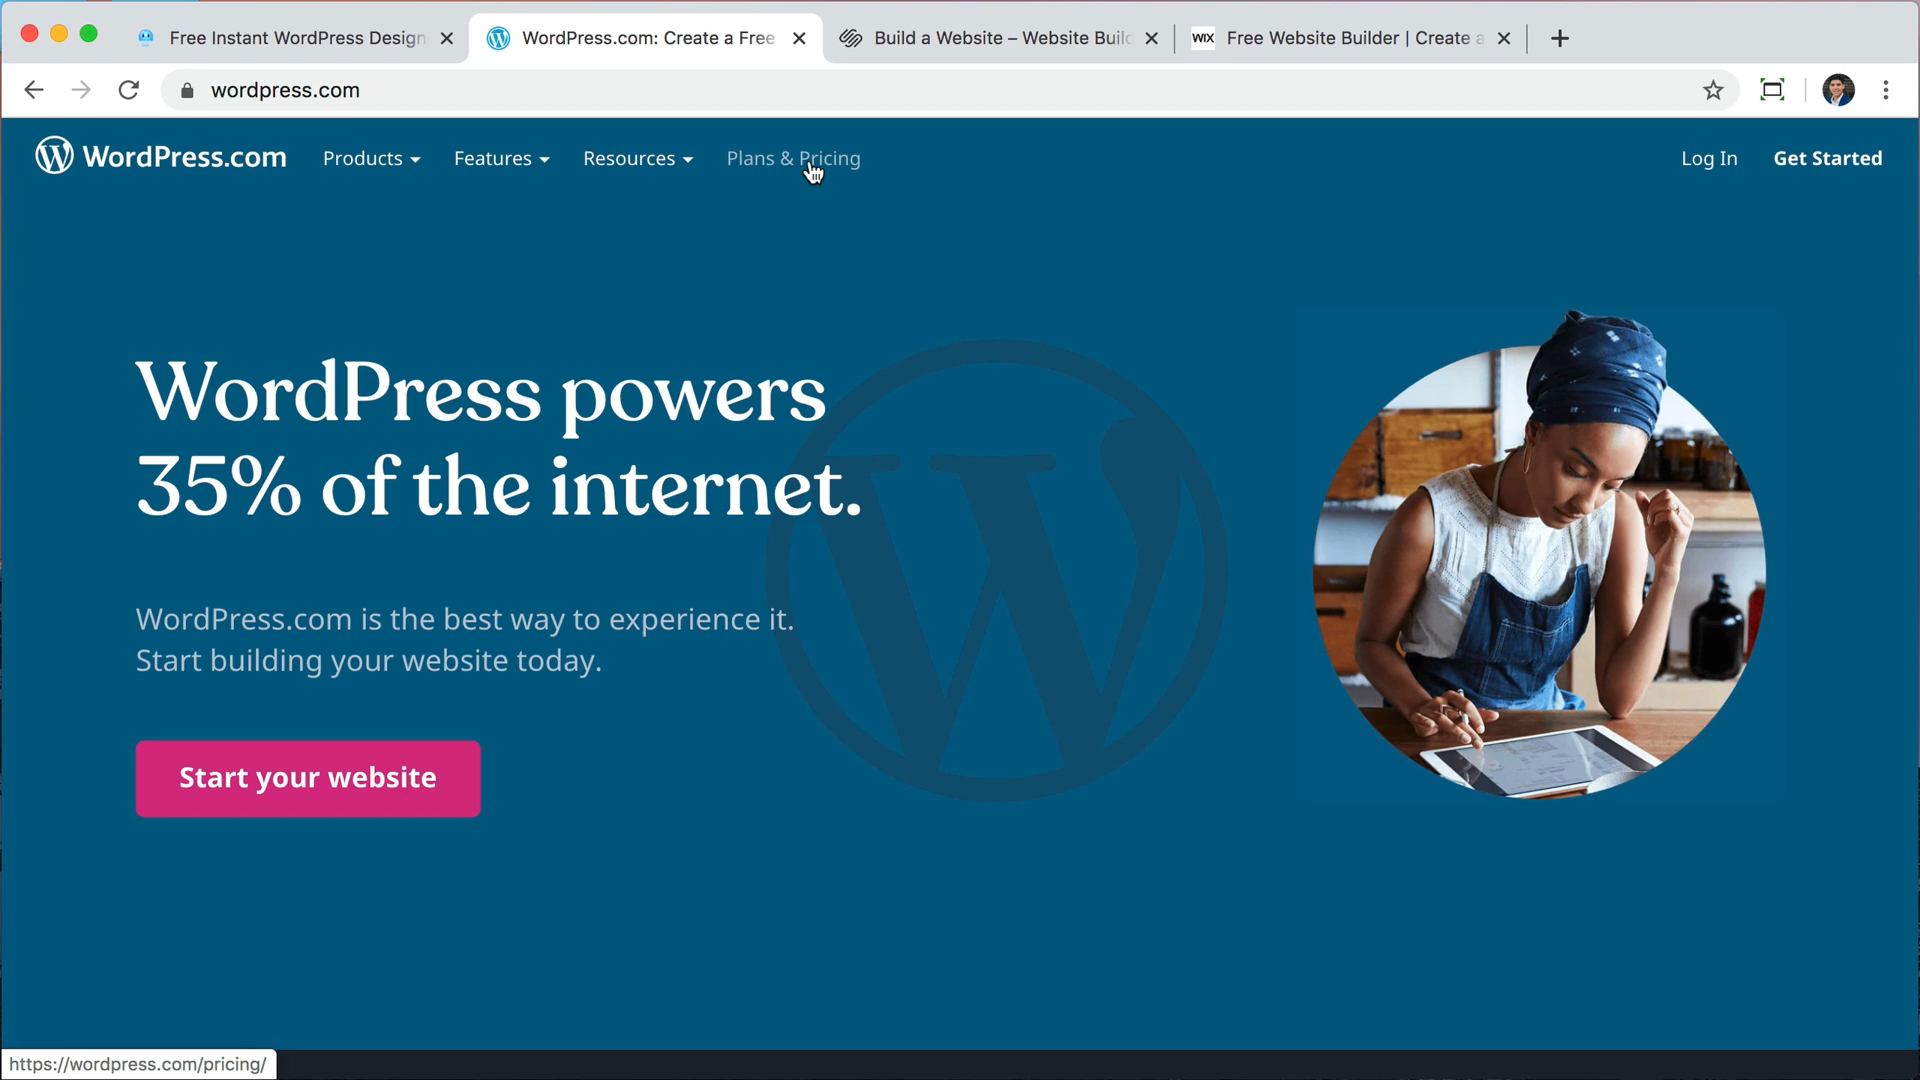 Free Instant WordPress Design
WordPress.com: Create a Free
Build a Website – Website Buil
WIX
Free Website Builder | Create a
wordpress.com
WordPress.com
Products
Features
Resources
Plans & Pricing
Log In
Get Started
WordPress powers
35% of the internet.
WordPress.com is the best way to experience it.
Start building your website today.
Start your website
https://wordpress.com/pricing/